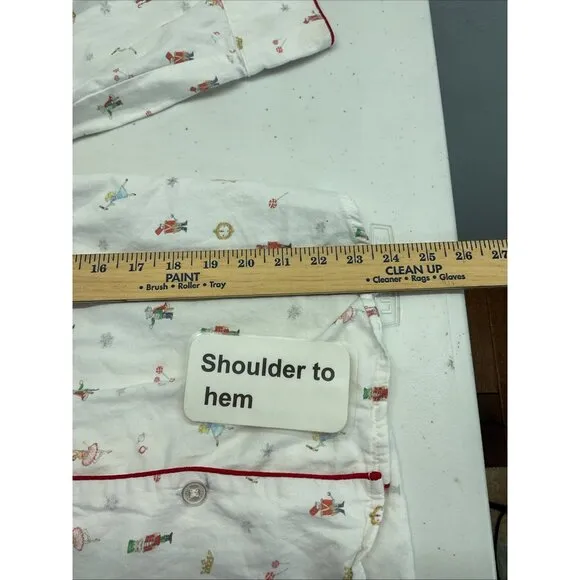 16 17 18 19 20 21 22 23 24 25 26 27
PAINT CLEAN UP
• Brush • Roller • Tray • Cleaner • Rags • Gloves
Shoulder to
hem